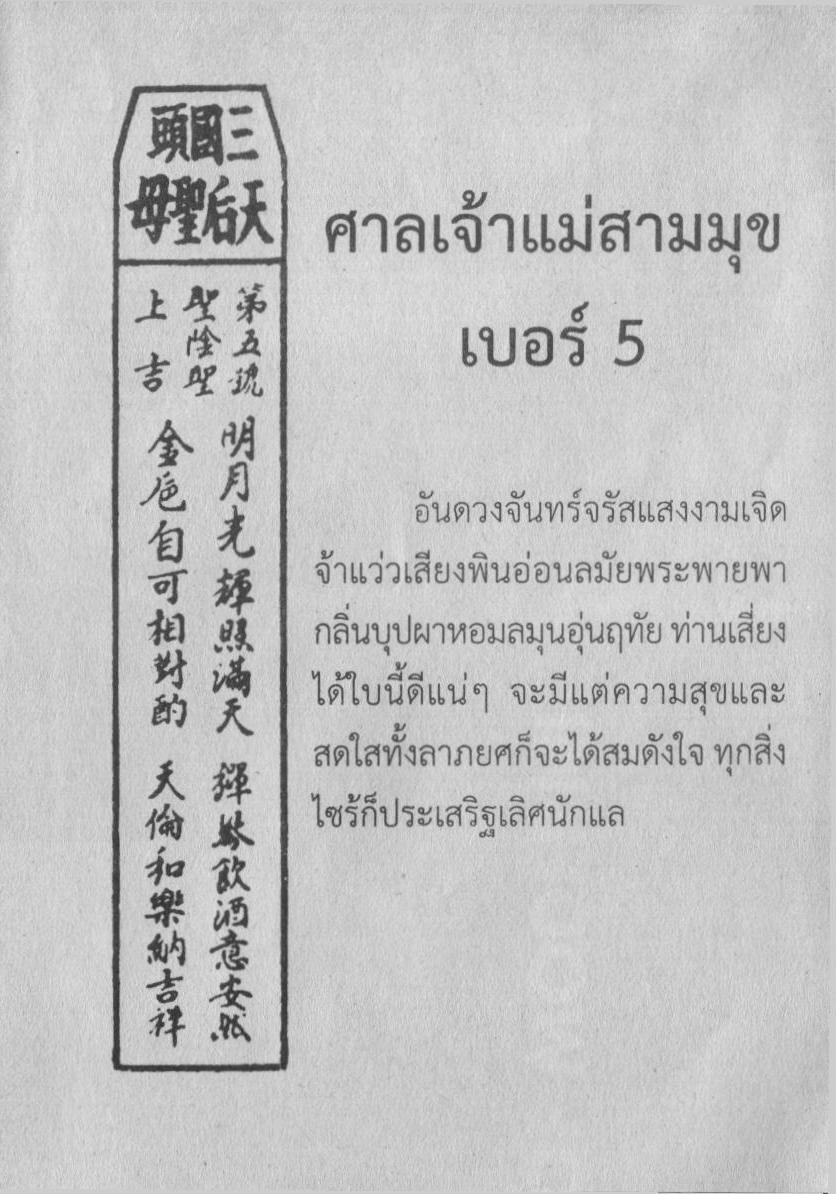 三國頭
天后聖母
第五號
聖陰聖
上吉
明月光輝照滿天
彈琴飲酒意安然
金卮自可相對酌
天倫和樂納吉祥
ศาลเจ้าแม่สามมุข
เบอร์ 5
อันดวงจันทร์จรัสแสงงามเจิด
จ้าแว่วเสียงพินอ่อนลมัยพระพายพา
กลิ่นบุปผาหอมลมุนอุ่นฤทัย ท่านเสี่ยง
ได้ใบนี้ดีแน่ๆ จะมีแต่ความสุขและ
สดใสทั้งลาภยศก็จะได้สมดังใจ ทุกสิ่ง
ไซร้ก็ประเสริฐเลิศนักแล